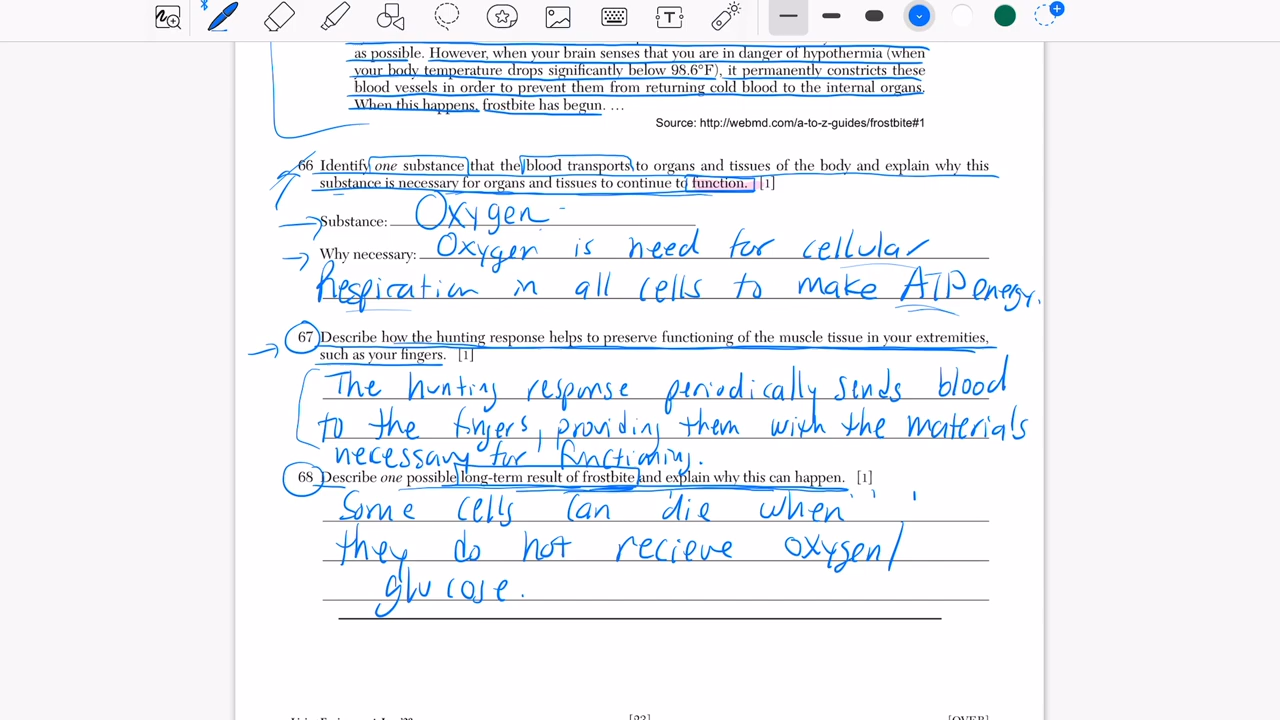 as possible. However, when your brain senses that you are in danger of hypothermia (when
your body temperature drops significantly below 98.6°F), it permanently constricts these
blood vessels in order to prevent them from returning cold blood to the internal organs.
When this happens, frostbite has begun. …
Source: http://webmd.com/a-to-z-guides/frostbite#1
66 Identify one substance that the blood transports to organs and tissues of the body and explain why this
substance is necessary for organs and tissues to continue to function. [1]
Substance: Oxygen
Why necessary: Oxygen is need for cellular
Respiration in all cells to make ATP energy.
67 Describe how the hunting response helps to preserve functioning of the muscle tissue in your extremities,
such as your fingers. [1]
The hunting response periodically sends blood
to the fingers, providing them with the materials
necessary for functioning.
68 Describe one possible long-term result of frostbite and explain why this can happen. [1]
Some cells can die when
they do not recieve oxygen/
glucose.
[23]